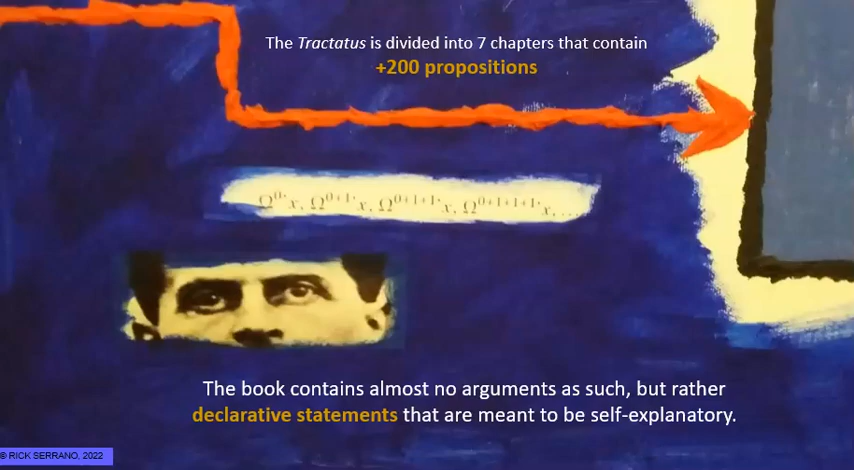 The Tractatus is divided into 7 chapters that contain
+200 propositions
Ω⁰’x, Ω⁰⁺¹’x, Ω⁰⁺¹⁺¹’x, Ω⁰⁺¹⁺¹⁺¹’x, …
The book contains almost no arguments as such, but rather
declarative statements that are meant to be self-explanatory.
© RICK SERRANO, 2022